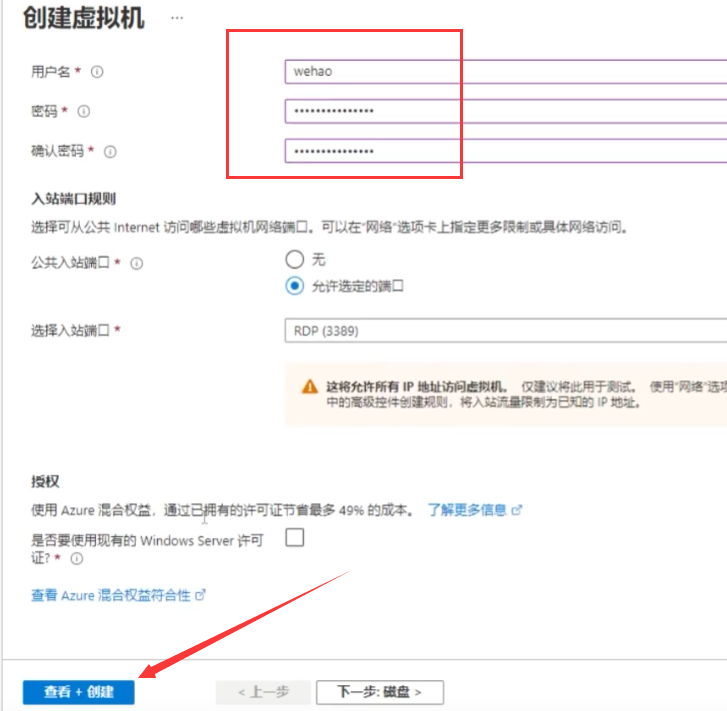 创建虚拟机 ...
用户名 * wehao
密码 * •••••••••••••••
确认密码 * •••••••••••••••
入站端口规则
选择可从公共 Internet 访问哪些虚拟机网络端口。可以在“网络”选项卡上指定更多限制或具体网络访问。
公共入站端口 * 无
允许选定的端口
选择入站端口 * RDP (3389)
这将允许所有 IP 地址访问虚拟机。 仅建议将此用于测试。 使用“网络”选项
中的高级控件创建规则，将入站流量限制为已知的 IP 地址。
授权
使用 Azure 混合权益，通过已拥有的许可证节省最多 49% 的成本。 了解更多信息
是否要使用现有的 Windows Server 许可
证? *
查看 Azure 混合权益符合性
查看 + 创建 < 上一步 下一步: 磁盘 >